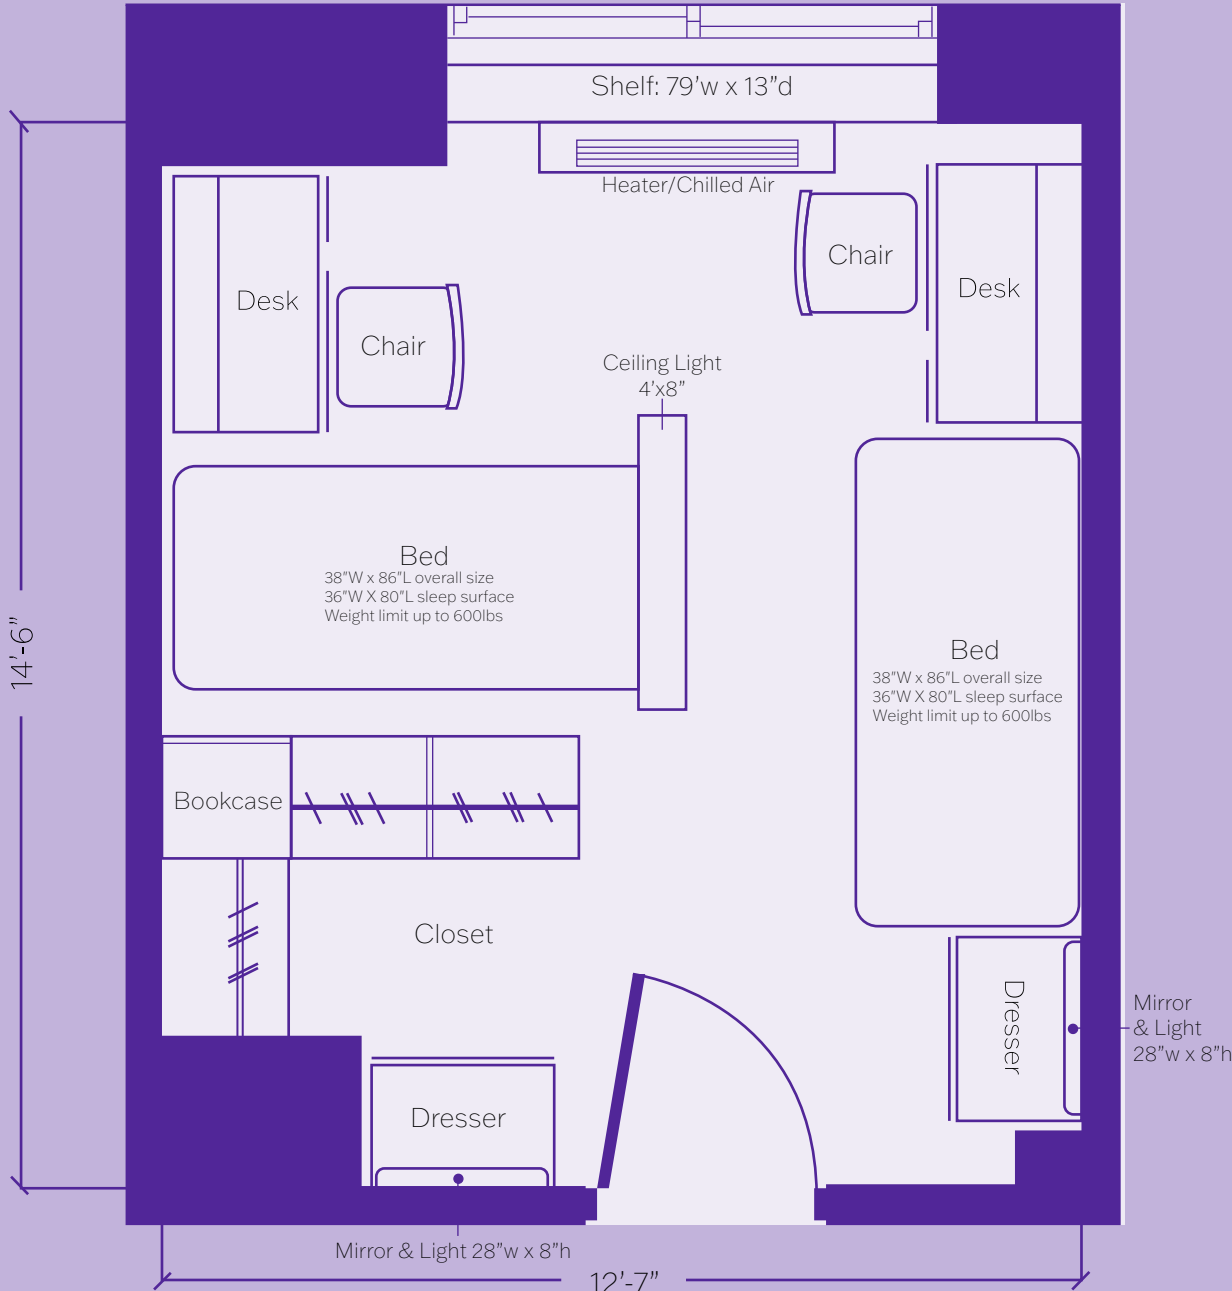 Shelf: 79’w x 13”d
Heater/Chilled Air
Chair
Desk
Desk
Chair
Ceiling Light
4’x8”
Bed
38”W x 86”L overall size
36”W X 80”L sleep surface
Weight limit up to 600lbs
14’-6”
Bed
38”W x 86”L overall size
36”W X 80”L sleep surface
Weight limit up to 600lbs
Bookcase
Closet
Dresser
Mirror
& Light
28”w x 8”h
Dresser
Mirror & Light 28”w x 8”h
12’-7”